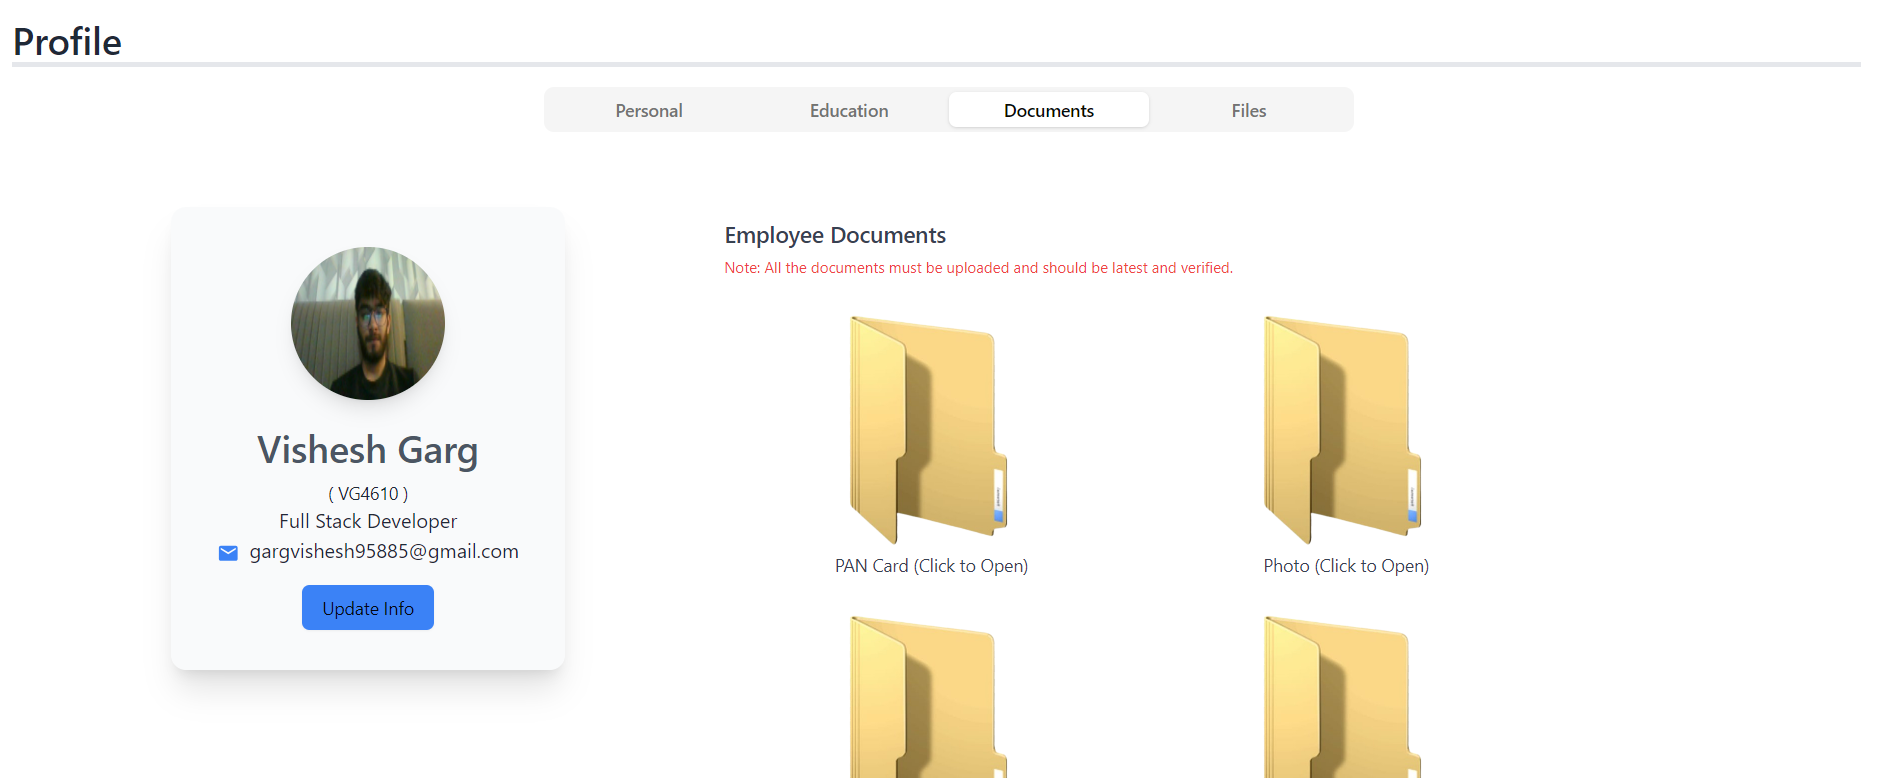 Profile
Personal
Education
Documents
Files
Vishesh Garg
( VG4610 )
Full Stack Developer
gargvishesh95885@gmail.com
Update Info
Employee Documents
Note: All the documents must be uploaded and should be latest and verified.
PAN Card (Click to Open)
Photo (Click to Open)